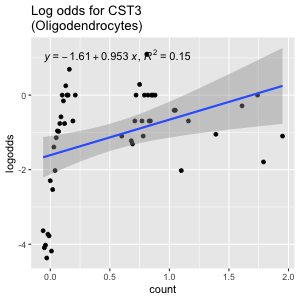 Log odds for CST3
(Oligodendrocytes)
y = −1.61 + 0.953 x, R² = 0.15
logodds
0
-2
-4
0.0 0.5 1.0 1.5 2.0
count